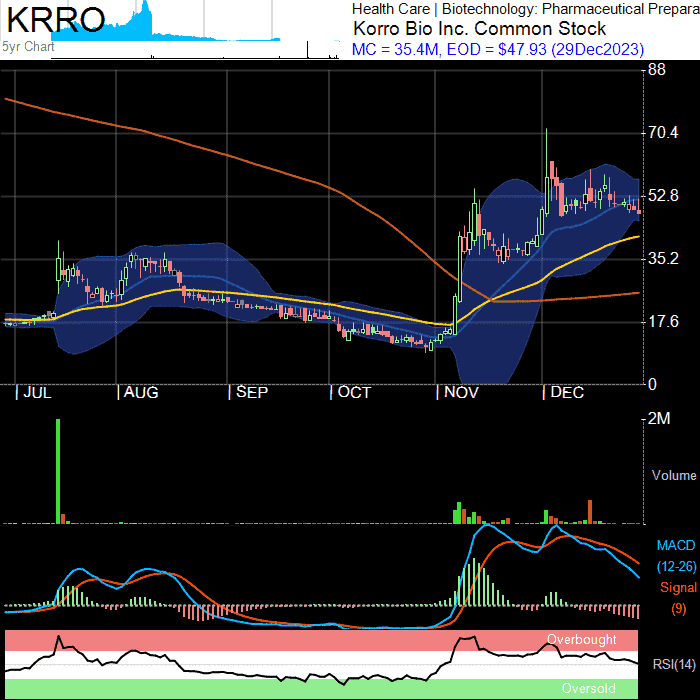 KRRO
5yr Chart
Health Care | Biotechnology: Pharmaceutical Prepara
Korro Bio Inc. Common Stock
MC = 35.4M, EOD = $47.93 (29Dec2023)
88
70.4
52.8
35.2
17.6
0
|JUL |AUG |SEP |OCT |NOV |DEC
2M
Volume
MACD
(12-26)
Signal
(9)
Overbought
RSI(14)
Oversold